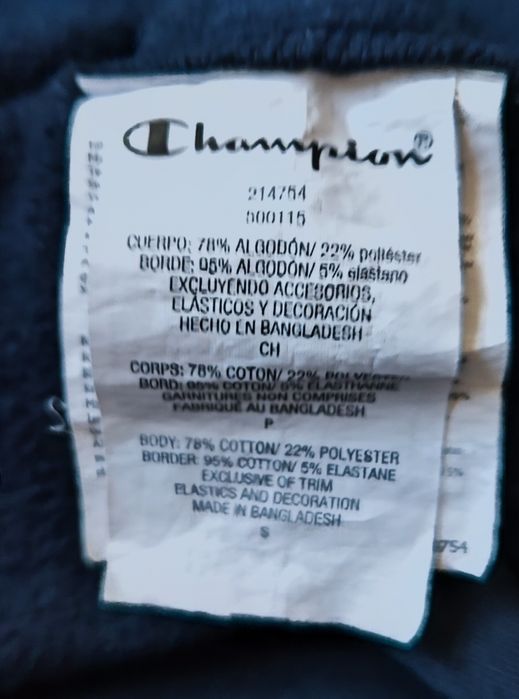 Champion®
214754
500115
CUERPO: 78% ALGODÓN/ 22% poliéster
BORDE: 95% ALGODÓN/ 5% elástano
EXCLUYENDO ACCESORIOS,
ELÁSTICOS Y DECORACIÓN
HECHO EN BANGLADESH
CH
CORPS: 78% COTON/ 22% POLYESTER
BORD: 95% COTON/ 5% ELASTHANNE
GARNITURES NON COMPRISES
FABRIQUÉ AU BANGLADESH
P
BODY: 78% COTTON/ 22% POLYESTER
BORDER: 95% COTTON/ 5% ELASTANE
EXCLUSIVE OF TRIM
ELASTICS AND DECORATION
MADE IN BANGLADESH
S